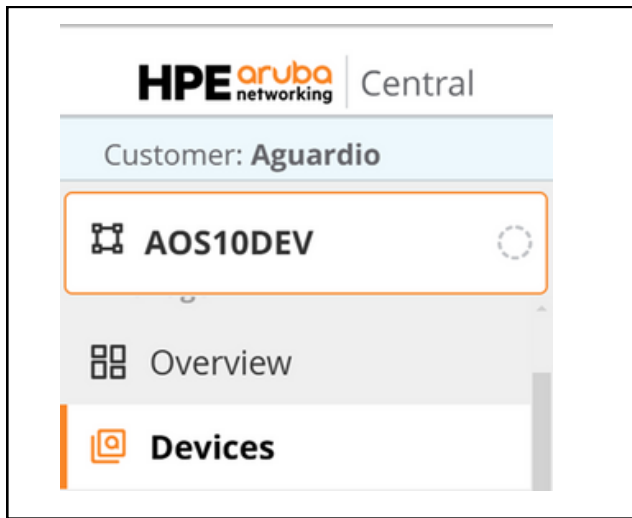 HPE aruba networking Central
Customer: Aguardio
AOS10DEV
Overview
Devices